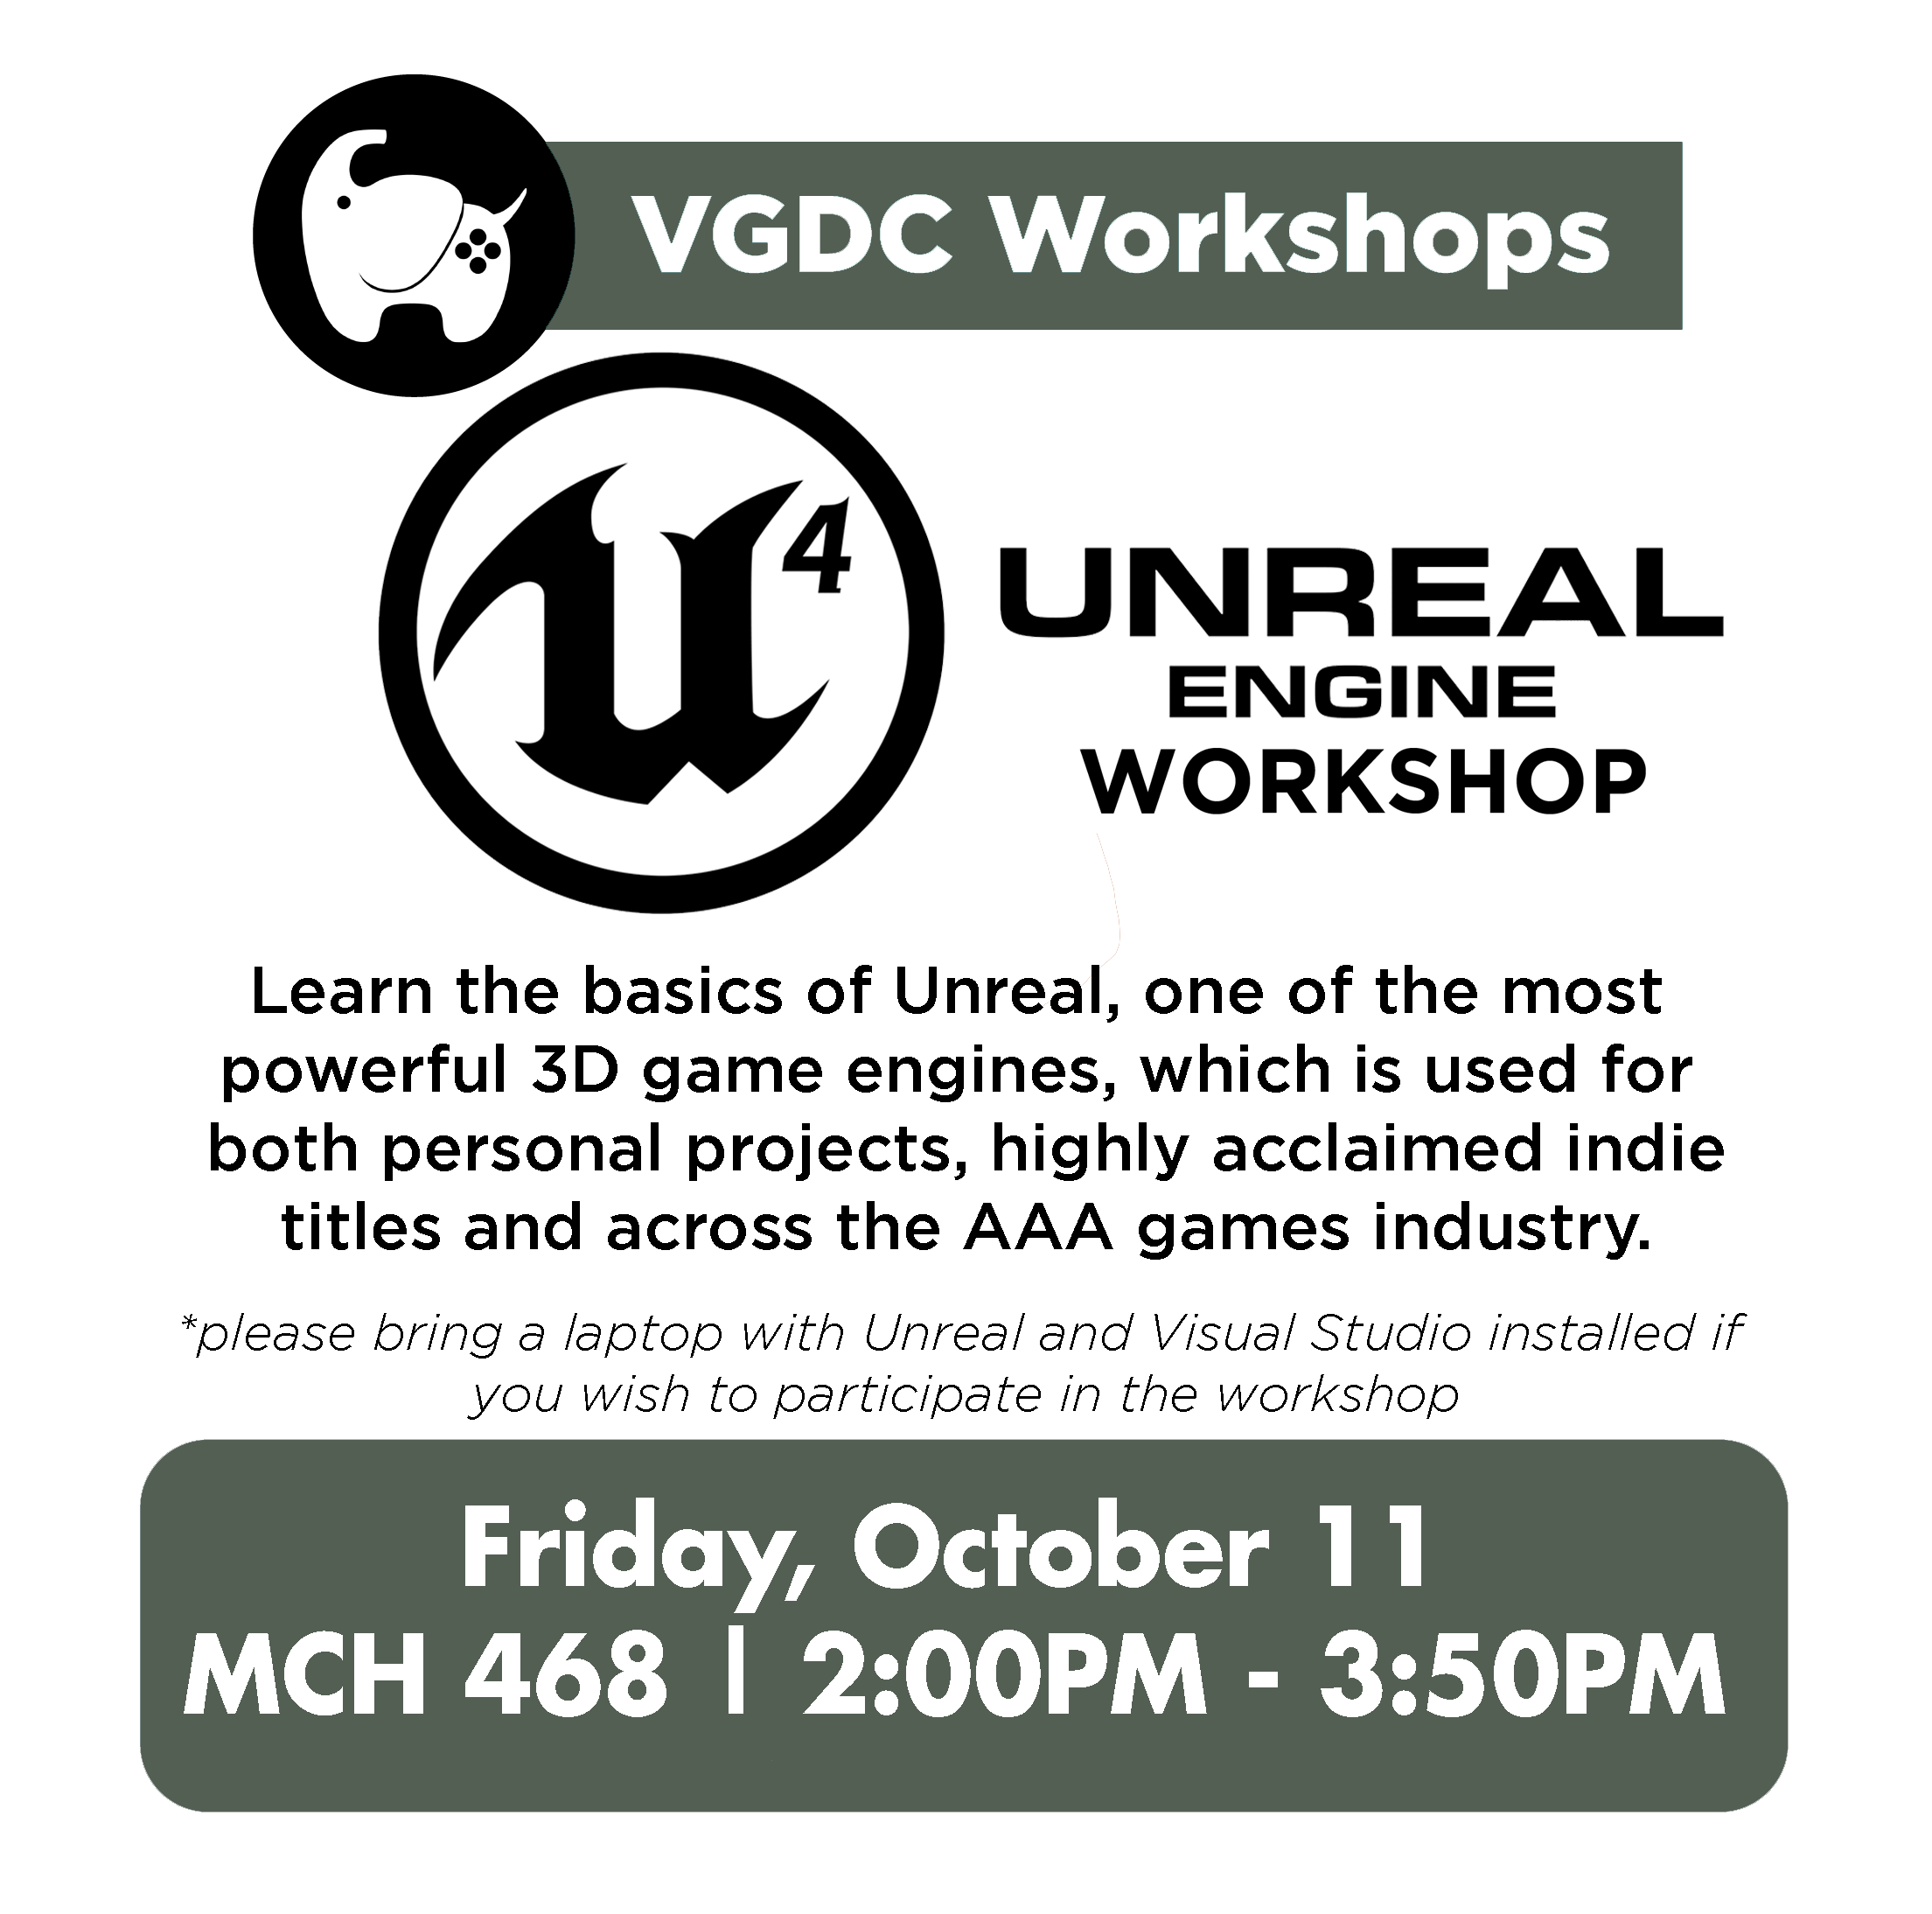 VGDC Workshops
u4
UNREAL
ENGINE
WORKSHOP
Learn the basics of Unreal, one of the most
powerful 3D game engines, which is used for
both personal projects, highly acclaimed indie
titles and across the AAA games industry.
*please bring a laptop with Unreal and Visual Studio installed if
you wish to participate in the workshop
Friday, October 11
MCH 468 | 2:00PM - 3:50PM